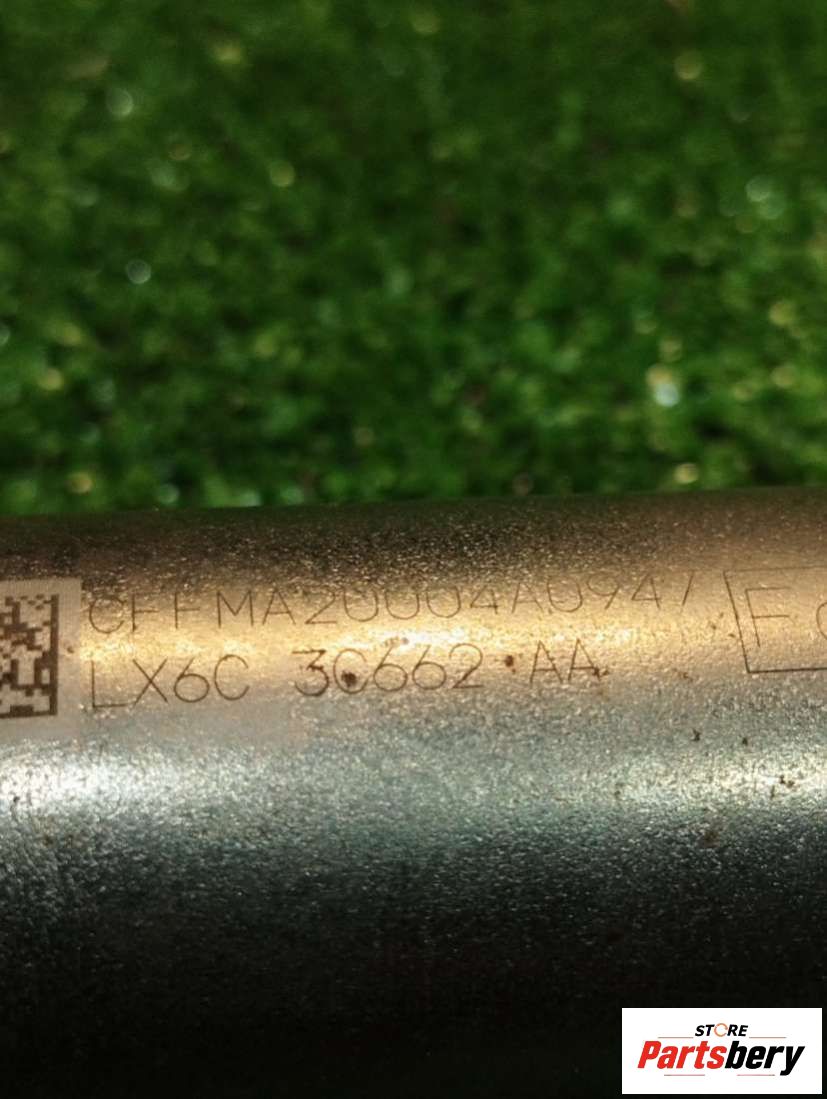 CFFMA20004A0947
LX6C 3C662 AA
STORE
Partsbery